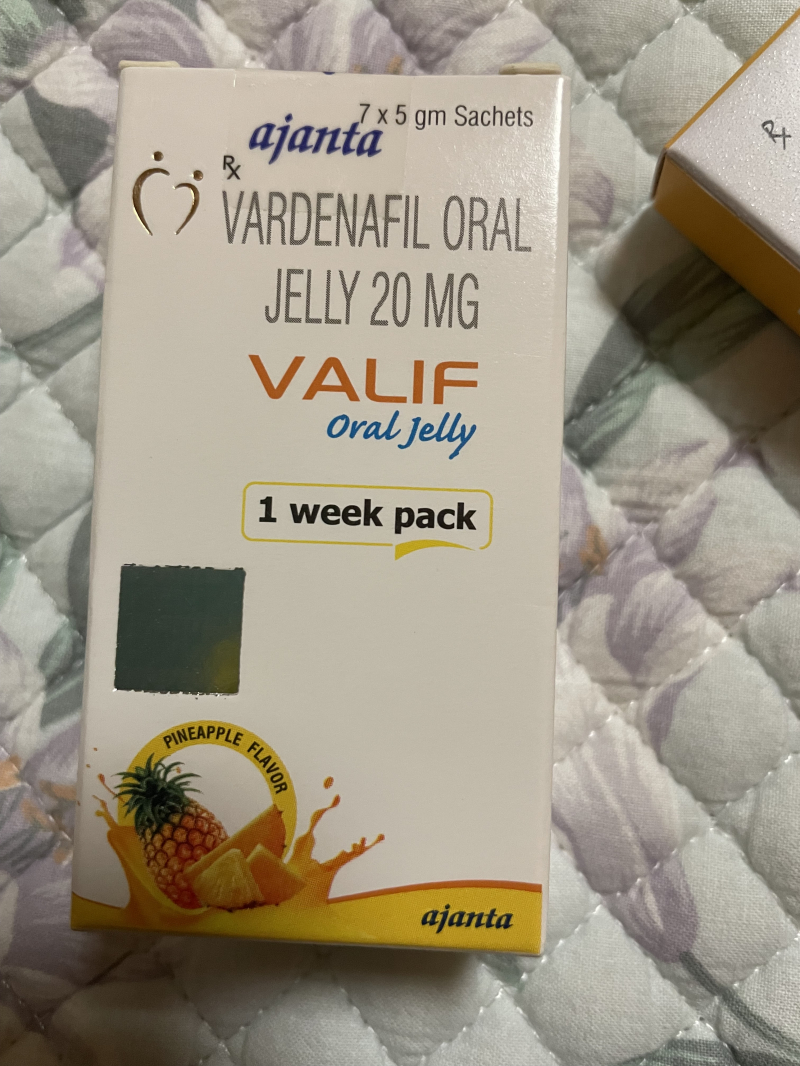 7 x 5 gm Sachets
ajanta
Rx
VARDENAFIL ORAL
JELLY 20 MG
VALIF
Oral Jelly
1 week pack
PINEAPPLE FLAVOR
ajanta
Rx